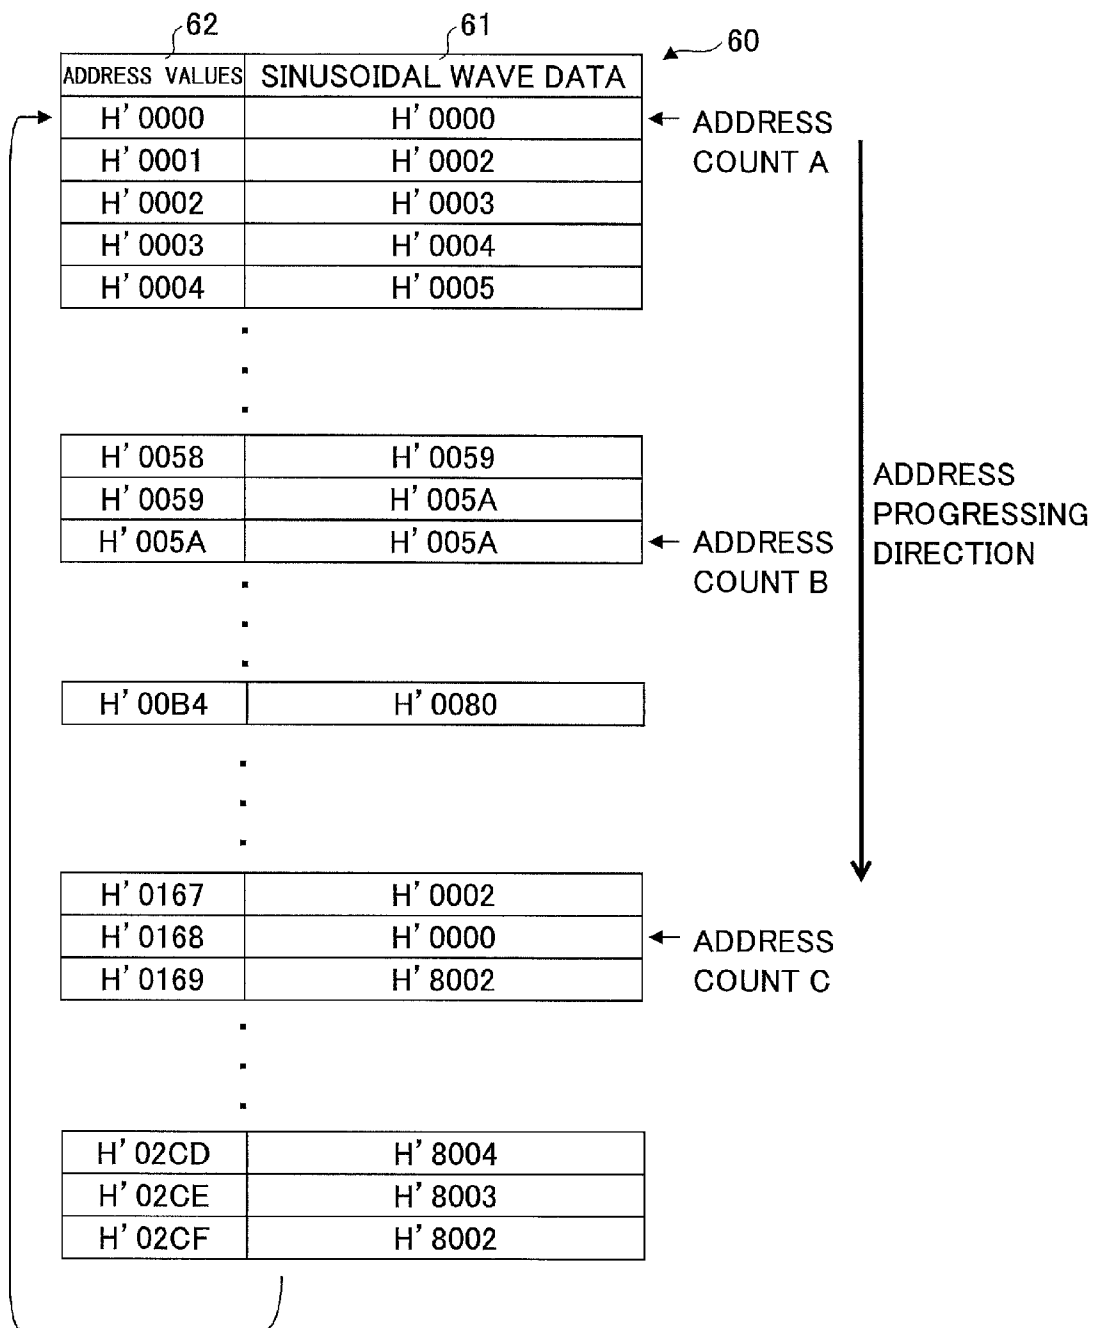 62
61
60
ADDRESS VALUES SINUSOIDAL WAVE DATA
H' 0000 H' 0000 ADDRESS
H' 0001 H' 0002 COUNT A
H' 0002 H' 0003
H' 0003 H' 0004
H' 0004 H' 0005
H' 0058 H' 0059
H' 0059 H' 005A
H' 005A H' 005A ADDRESS
COUNT B
ADDRESS
PROGRESSING
DIRECTION
H' 00B4 H' 0080
H' 0167 H' 0002
H' 0168 H' 0000 ADDRESS
H' 0169 H' 8002 COUNT C
H' 02CD H' 8004
H' 02CE H' 8003
H' 02CF H' 8002